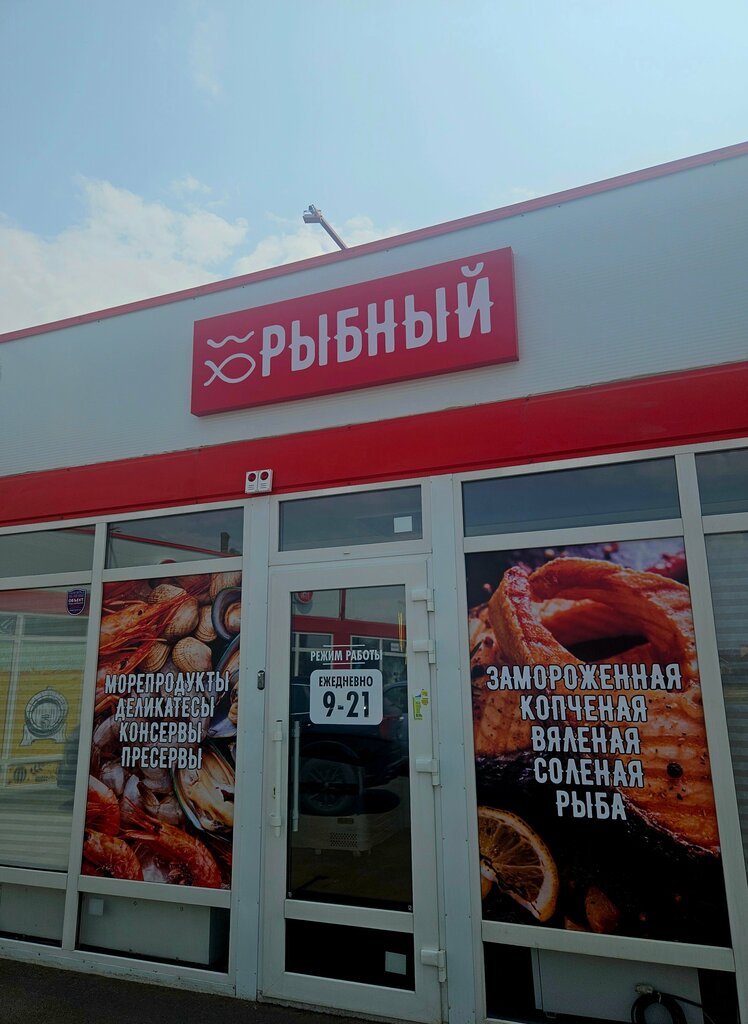 РЫБНЫЙ
МОРЕПРОДУКТЫ
ДЕЛИКАТЕСЫ
КОНСЕРВЫ
ПРЕСЕРВЫ
РЕЖИМ РАБОТЫ
ЕЖЕДНЕВНО
9-21
ЗАМОРОЖЕННАЯ
КОПЧЕНАЯ
ВЯЛЕНАЯ
СОЛЕНАЯ
РЫБА